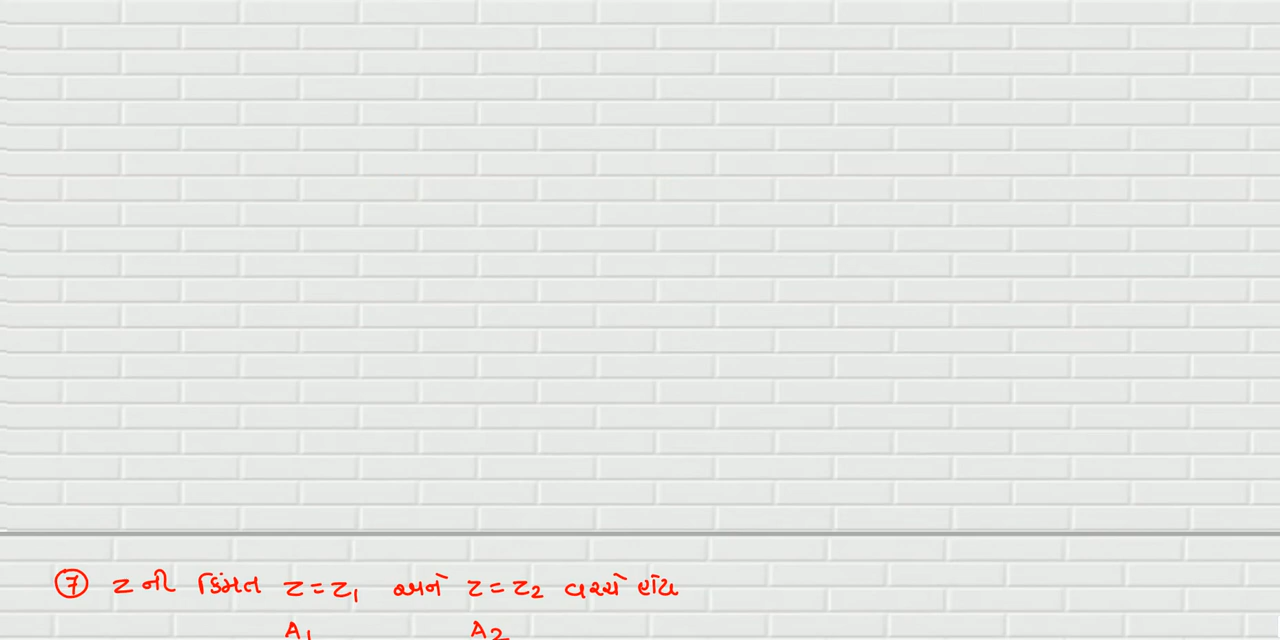 ⑦ Z ની કિંમત Z = Z₁ અને Z = Z₂ વચ્ચે હોય
A₁ A₂